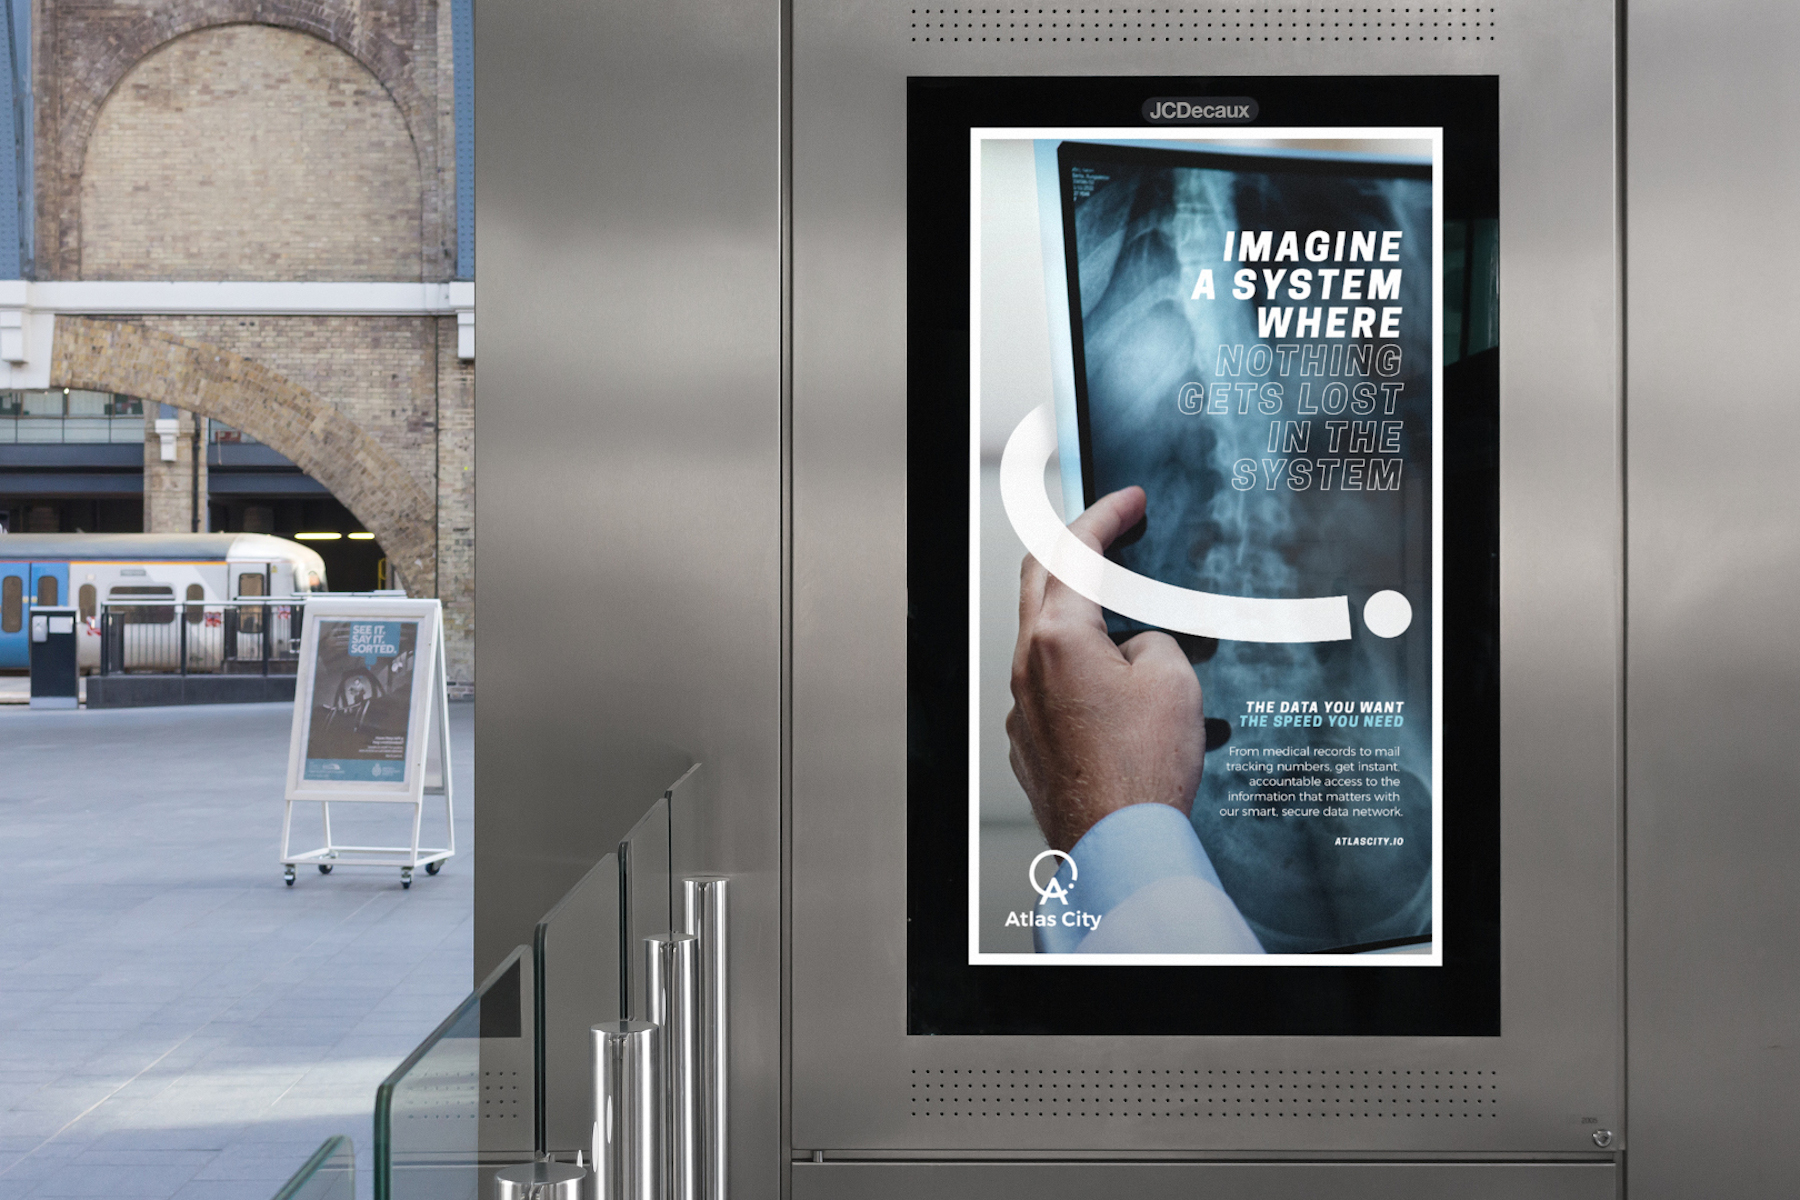 JCDecaux
IMAGINE
A SYSTEM
WHERE
NOTHING
GETS LOST
IN THE
SYSTEM
THE DATA YOU WANT
THE SPEED YOU NEED
From medical records to mail
tracking numbers, get instant,
accountable access to the
information that matters with
our smart, secure data network.
ATLASCITY.IO
A
Atlas City
SEE IT.
SAY IT.
SORTED.